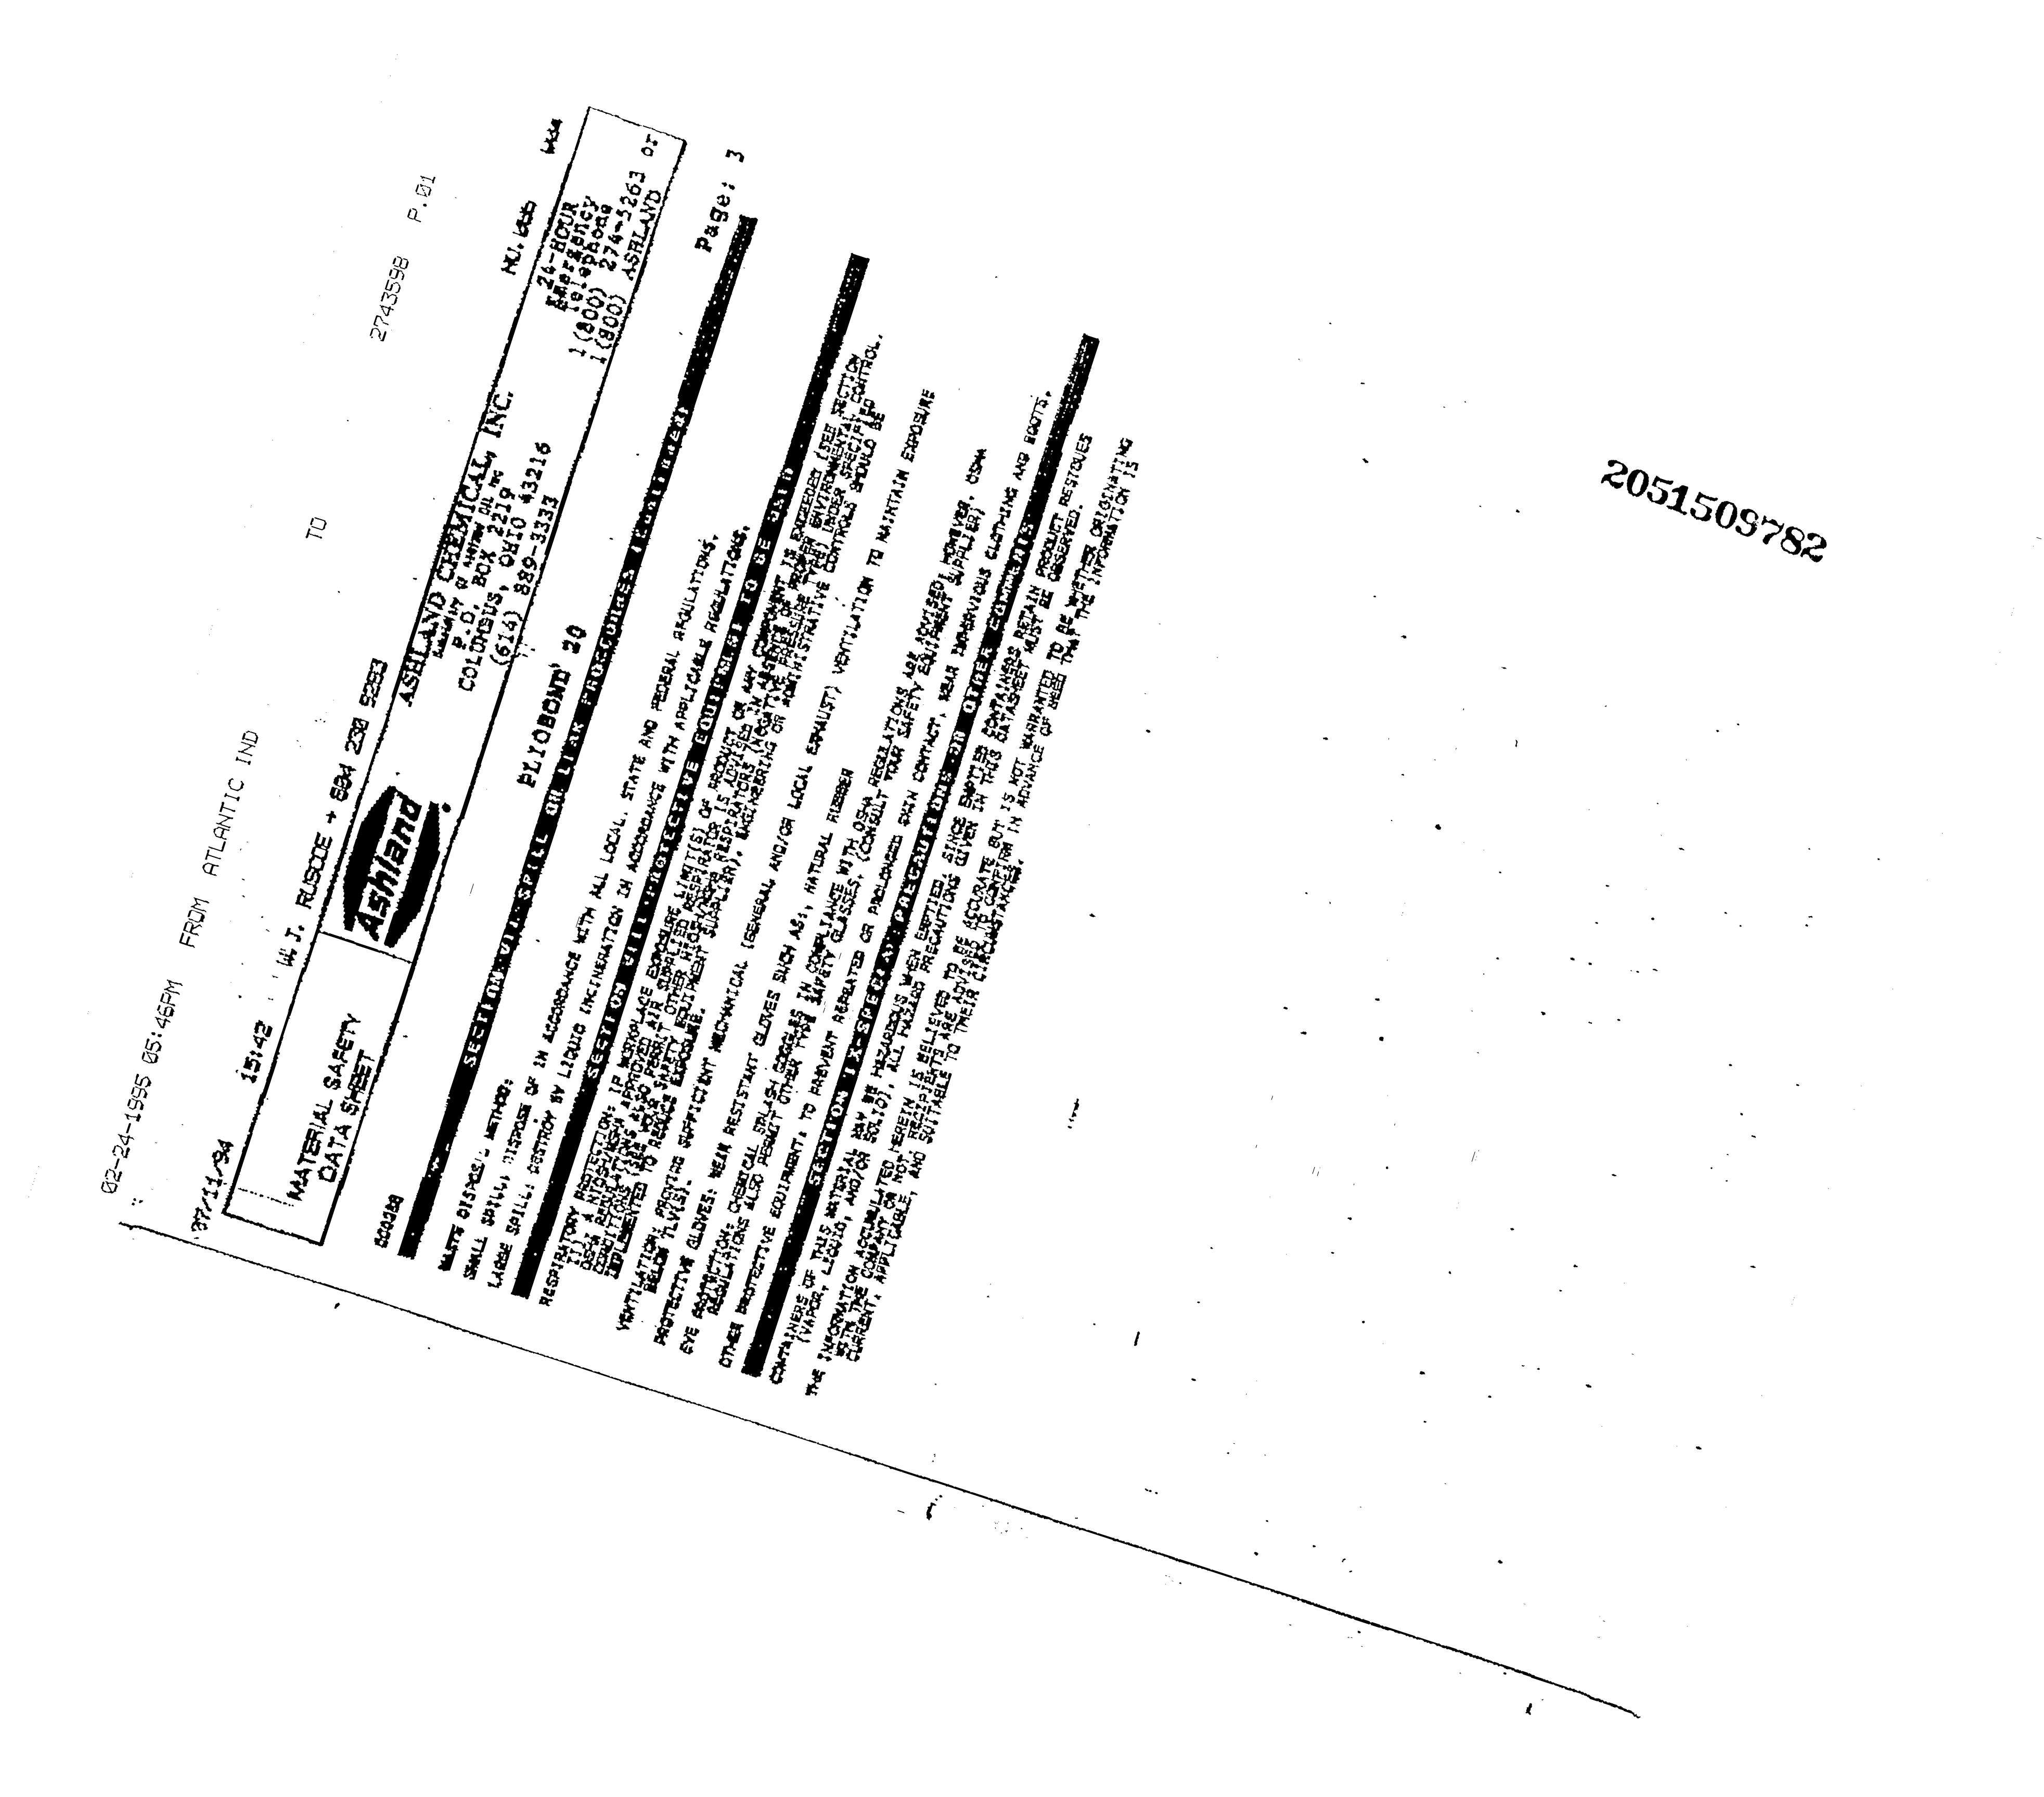 02-24-1995 05:46PM FROM ATLANTIC IND TO 2743598 P.01
07/11/94 15:42 W.J. RUSCOE → 804 230 9283 NO.
MATERIAL SAFETY
DATA SHEET
Ashland
ASHLAND CHEMICAL, INC.
P.O. BOX 2219
COLUMBUS, OHIO 43216
(614) 889-3333
24-HOUR
Emergency
Telephone
1(800) 274-5263 or
1(800) ASHLAND
000288
PLIOBOND' 20
Page: 3
SECTION VII-SPILL OR LEAK PROCEDURES
WASTE DISPOSAL METHOD:
SMALL SPILL: DISPOSE OF IN ACCORDANCE WITH ALL LOCAL, STATE AND FEDERAL REGULATIONS.
LARGE SPILL: DESTROY BY LIQUID INCINERATION IN ACCORDANCE WITH APPLICABLE REGULATIONS.
SECTION VIII-PROTECTIVE EQUIPMENT TO BE USED
RESPIRATORY PROTECTION: IF WORKPLACE EXPOSURE LIMIT(S) OF PRODUCT OR ANY COMPONENT IS EXCEEDED (SEE SECTION
II), A NIOSH/MSHA APPROVED AIR SUPPLIED RESPIRATOR IS ADVISED IN ABSENCE OF PROPER ENVIRONMENTAL CONTROL.
OSHA REGULATIONS ALSO PERMIT OTHER NIOSH/MSHA RESPIRATORS (NEGATIVE PRESSURE TYPE) UNDER SPECIFIED
CONDITIONS (SEE YOUR SAFETY EQUIPMENT SUPPLIER). ENGINEERING OR ADMINISTRATIVE CONTROLS SHOULD BE
IMPLEMENTED TO REDUCE EXPOSURE.
VENTILATION: PROVIDE SUFFICIENT MECHANICAL (GENERAL AND/OR LOCAL EXHAUST) VENTILATION TO MAINTAIN EXPOSURE
BELOW TLV(S).
PROTECTIVE GLOVES: WEAR RESISTANT GLOVES SUCH AS:, NATURAL RUBBER
EYE PROTECTION: CHEMICAL SPLASH GOGGLES IN COMPLIANCE WITH OSHA REGULATIONS ARE ADVISED; HOWEVER, OSHA
REGULATIONS ALSO PERMIT OTHER TYPE SAFETY GLASSES. (CONSULT YOUR SAFETY EQUIPMENT SUPPLIER)
OTHER PROTECTIVE EQUIPMENT: TO PREVENT REPEATED OR PROLONGED SKIN CONTACT, WEAR IMPERVIOUS CLOTHING AND BOOTS.
SECTION IX-SPECIAL PRECAUTIONS OR OTHER COMMENTS
CONTAINERS OF THIS MATERIAL MAY BE HAZARDOUS WHEN EMPTIED. SINCE EMPTIED CONTAINERS RETAIN PRODUCT RESIDUES
(VAPOR, LIQUID, AND/OR SOLID), ALL HAZARD PRECAUTIONS GIVEN IN THIS DATASHEET MUST BE OBSERVED.
THE INFORMATION ACCUMULATED HEREIN IS BELIEVED TO BE ACCURATE BUT IS NOT WARRANTED TO BE WHETHER ORIGINATING
WITH THE COMPANY OR NOT. RECIPIENTS ARE ADVISED TO CONFIRM IN ADVANCE OF NEED THAT THE INFORMATION IS
CURRENT, APPLICABLE, AND SUITABLE TO THEIR CIRCUMSTANCES.
2051509782